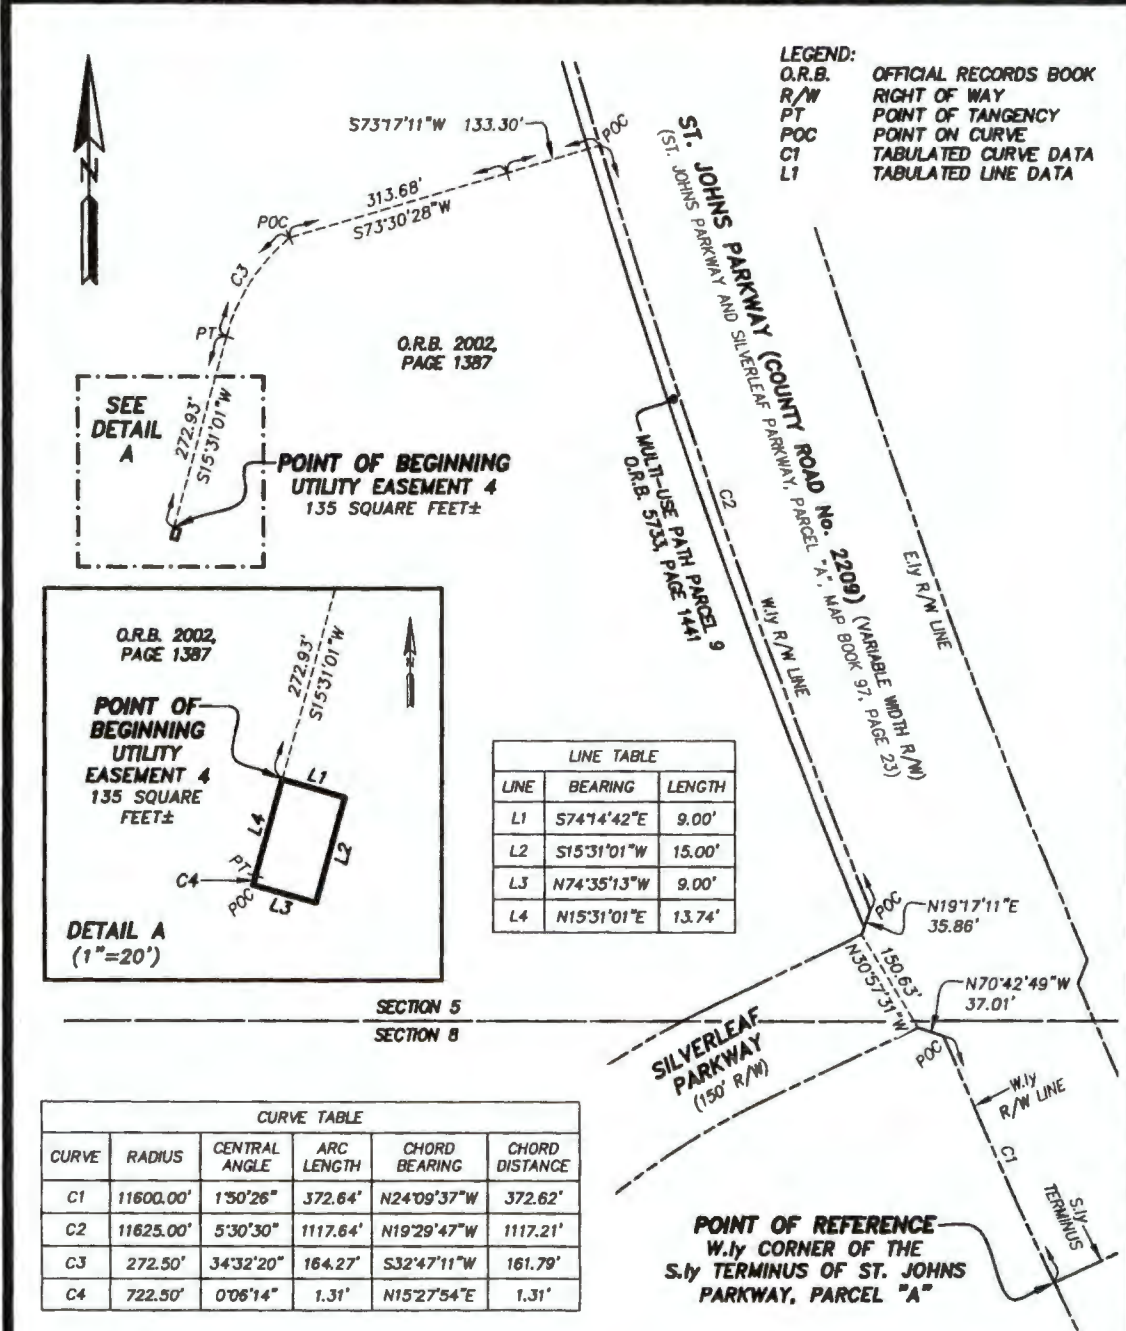 LEGEND:
O.R.B. OFFICIAL RECORDS BOOK
R/W RIGHT OF WAY
PT POINT OF TANGENCY
POC POINT ON CURVE
C1 TABULATED CURVE DATA
L1 TABULATED LINE DATA
N
S73°17'11"W 133.30'
POC
313.68'
S73°30'28"W
POC
C3
PT
O.R.B. 2002,
PAGE 1387
SEE
DETAIL
A
272.93'
S15°31'01"W
POINT OF BEGINNING
UTILITY EASEMENT 4
135 SQUARE FEET±
ST. JOHNS PARKWAY (COUNTY ROAD No. 2209) (VARIABLE WIDTH R/W)
(ST. JOHNS PARKWAY AND SILVERLEAF PARKWAY, PARCEL "A", MAP BOOK 97, PAGE 23)
MULTI-USE PATH PARCEL 9
O.R.B. 5733, PAGE 1441
C2
W.ly R/W LINE
E.ly R/W LINE
O.R.B. 2002,
PAGE 1387
272.93'
S15°31'01"W
N
POINT OF
BEGINNING
UTILITY
EASEMENT 4
135 SQUARE
FEET±
L1
L4
L2
PT
C4
POC
L3
DETAIL A
(1"=20')
LINE TABLE
LINE BEARING LENGTH
L1 S74°14'42"E 9.00'
L2 S15°31'01"W 15.00'
L3 N74°35'13"W 9.00'
L4 N15°31'01"E 13.74'
POC
N19°17'11"E
35.86'
150.63'
N30°57'31"W
N70°42'49"W
37.01'
SECTION 5
SECTION 8
SILVERLEAF
PARKWAY
(150' R/W)
POC
W.ly
R/W LINE
C1
S.ly
TERMINUS
CURVE TABLE
CURVE RADIUS CENTRAL ANGLE ARC LENGTH CHORD BEARING CHORD DISTANCE
C1 11600.00' 1°50'26" 372.64' N24°09'37"W 372.62'
C2 11625.00' 5°30'30" 1117.64' N19°29'47"W 1117.21'
C3 272.50' 34°32'20" 164.27' S32°47'11"W 161.79'
C4 722.50' 0°06'14" 1.31' N15°27'54"E 1.31'
POINT OF REFERENCE
W.ly CORNER OF THE
S.ly TERMINUS OF ST. JOHNS
PARKWAY, PARCEL "A"